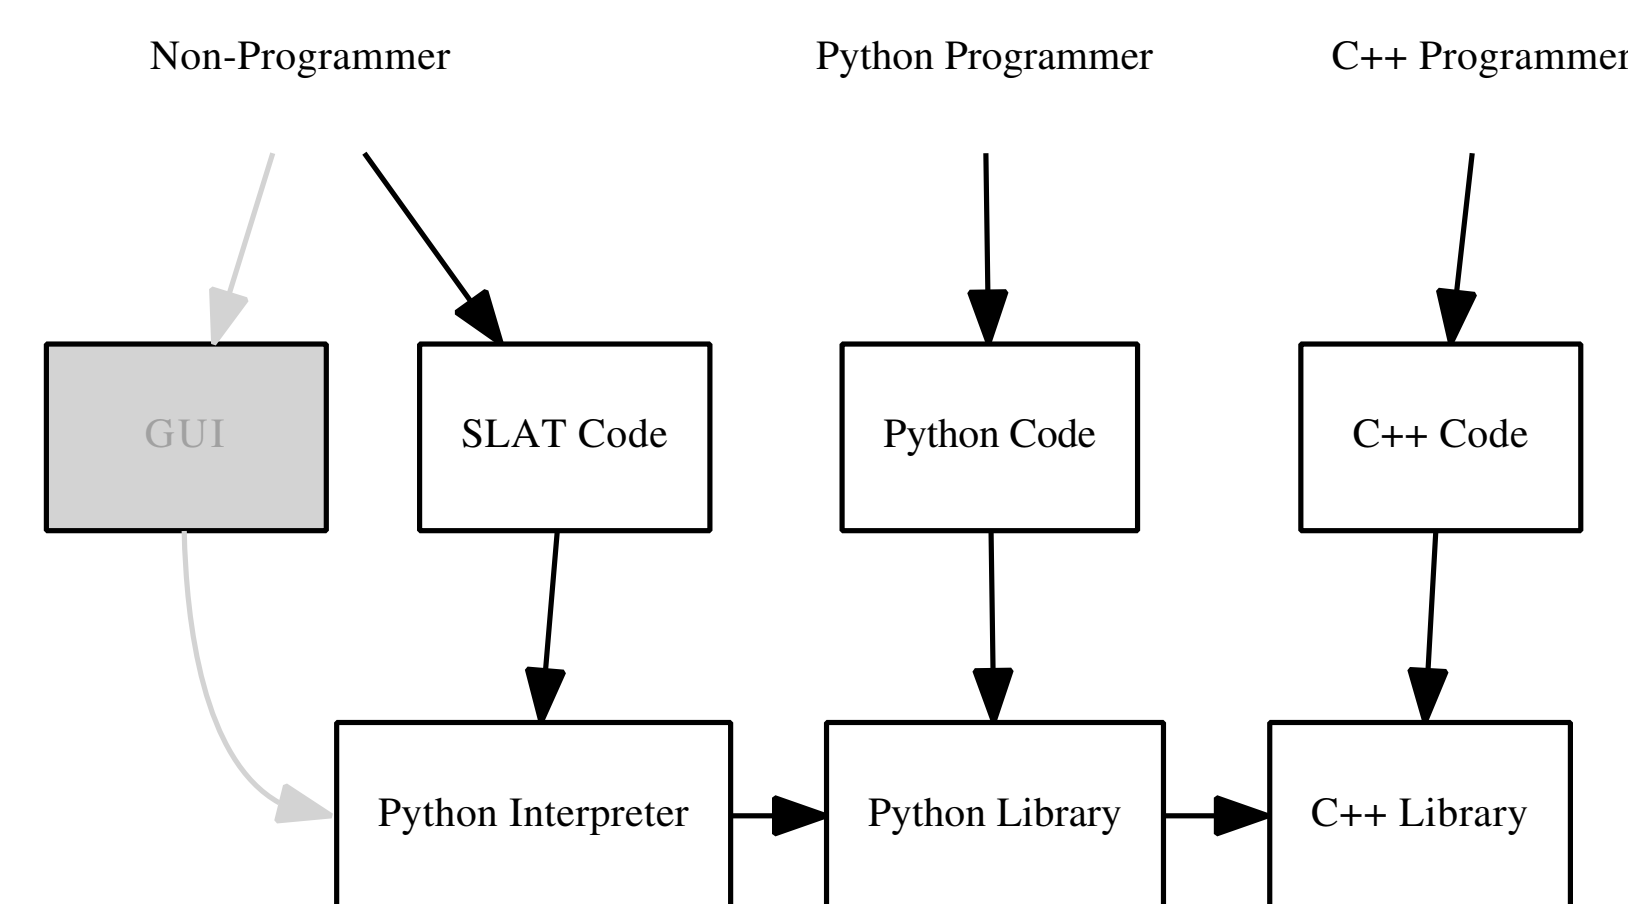 Non-Programmer
Python Programmer
C++ Programmer
GUI
SLAT Code
Python Code
C++ Code
Python Interpreter
Python Library
C++ Library